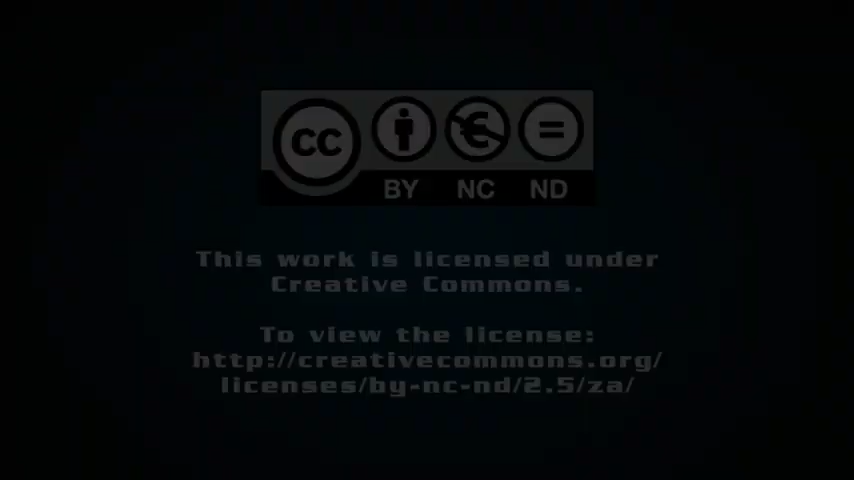 CC
BY NC ND
This work is licensed under
Creative Commons.
To view the license:
http://creativecommons.org/
licenses/by-nc-nd/2.5/za/